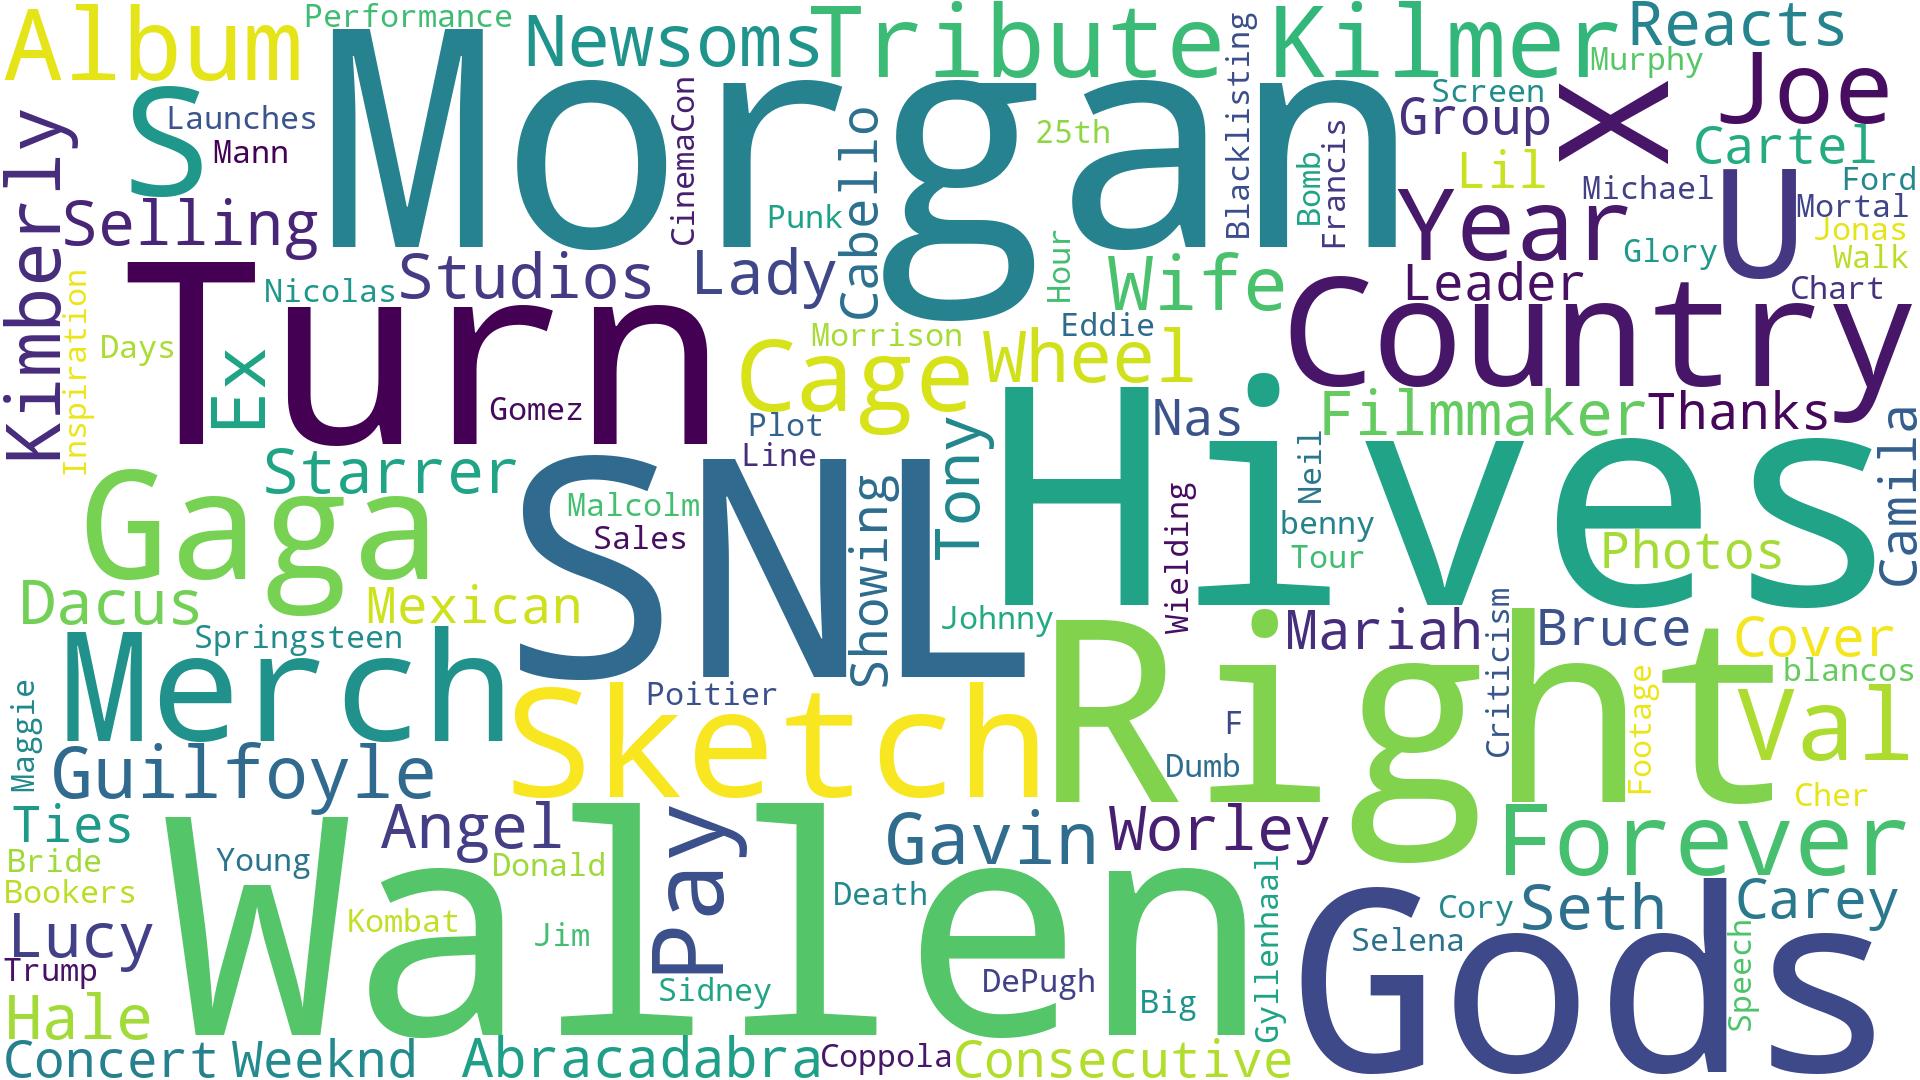 Album
Performance
Morgan
Newsoms
Tribute
Kilmer
Reacts
Murphy
Joe
S
Launches
Mann
CinemaCon
Cabello
25th
Blacklisting
Screen
Group
X
Cartel
Kimberly
Selling
Punk
Bomb
Francis
Lil
Year
Michael
U
Ford
Mortal
Jonas
Walk
Glory
Turn
Nicolas
Studios
Lady
Hour
Wife
Leader
Country
Chart
Inspiration
Days
Ex
Gomez
Cage
Morrison
Eddie
Wheel
Plot
Line
Tony
Hives
Nas
Filmmaker
Thanks
Camila
Gaga
Starrer
SNL
Malcolm
Sales
Showing
Wielding
Neil
benny
Tour
Photos
Dacus
Mexican
Johnny
Right
Mariah
Criticism
Bruce
Cover
blancos
Merch
Springsteen
Maggie
Sketch
Poitier
F
Dumb
Footage
Val
Cher
Guilfoyle
Ties
Angel
Pay
Gavin
Worley
Forever
Bride
Bookers
Young
Wallen
Donald
Death
Gyllenhaal
Gods
Cory
Seth
Carey
Lucy
Kombat
Jim
Selena
Speech
Trump
Sidney
DePugh
Big
Hale
Concert
Weeknd
Abracadabra
Coppola
Consecutive